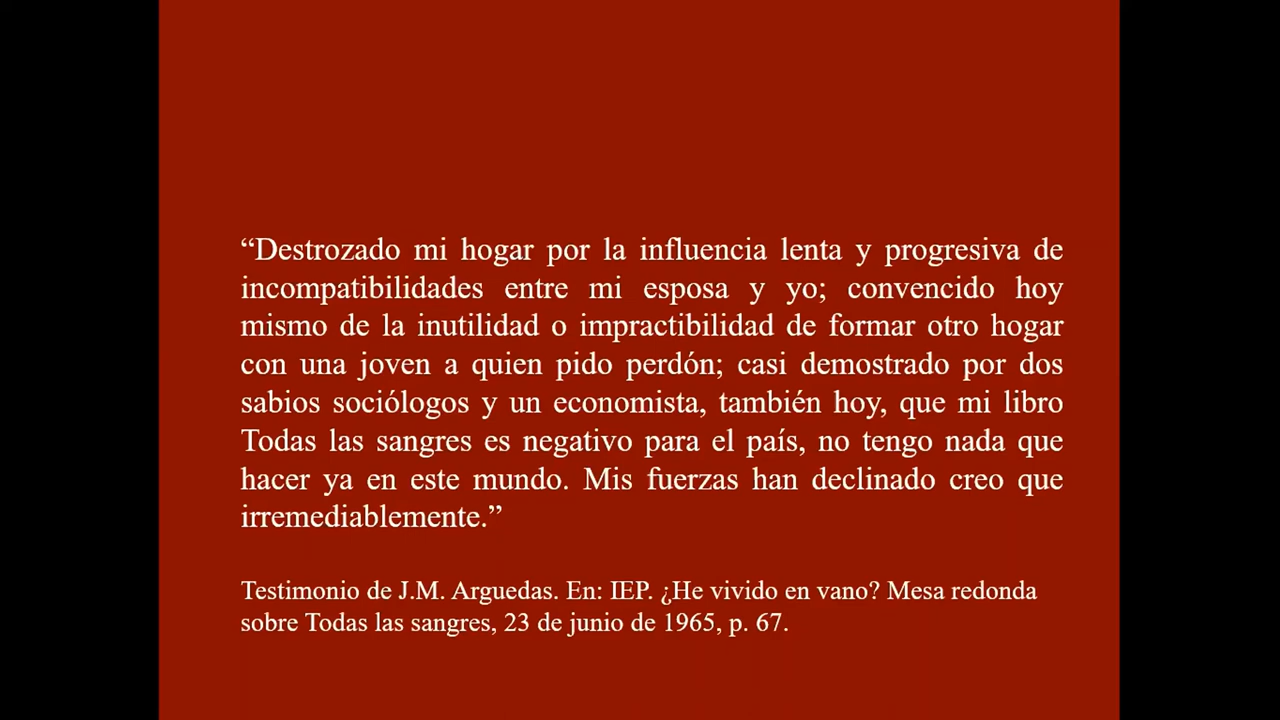 “Destrozado mi hogar por la influencia lenta y progresiva de
incompatibilidades entre mi esposa y yo; convencido hoy
mismo de la inutilidad o impractibilidad de formar otro hogar
con una joven a quien pido perdón; casi demostrado por dos
sabios sociólogos y un economista, también hoy, que mi libro
Todas las sangres es negativo para el país, no tengo nada que
hacer ya en este mundo. Mis fuerzas han declinado creo que
irremediablemente.”
Testimonio de J.M. Arguedas. En: IEP. ¿He vivido en vano? Mesa redonda
sobre Todas las sangres, 23 de junio de 1965, p. 67.